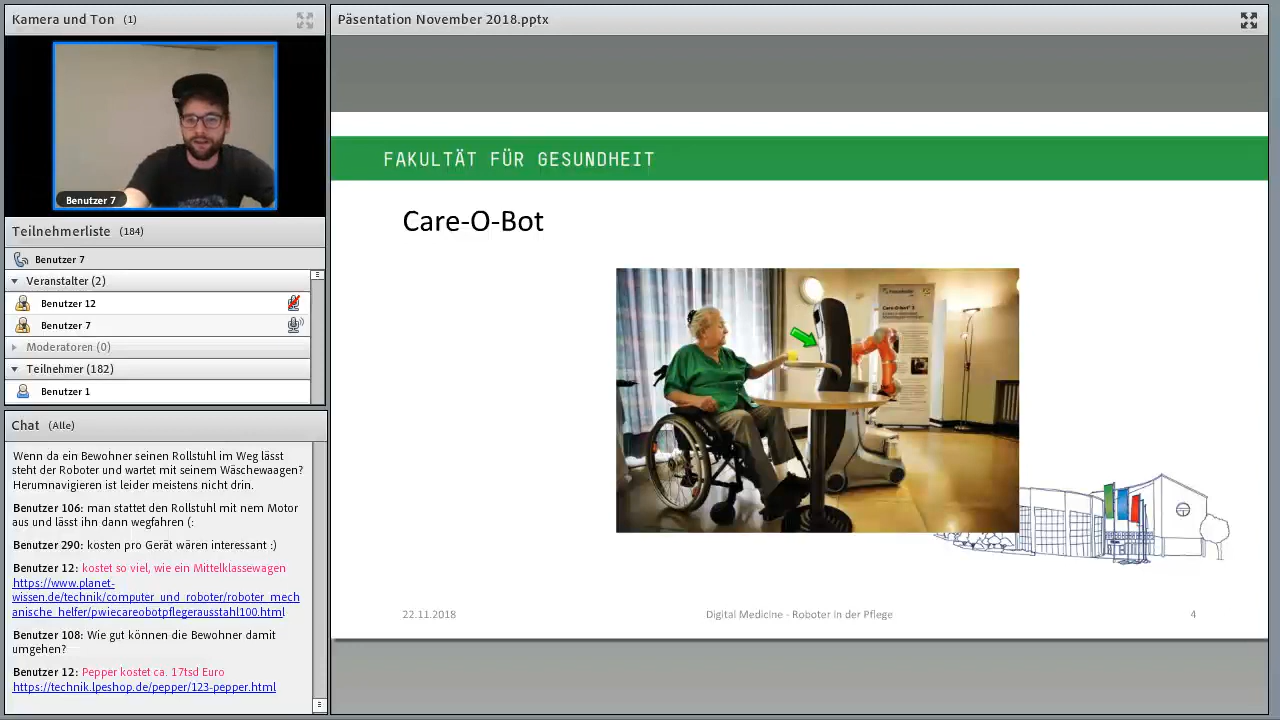 Kamera und Ton (1)
Benutzer 7
Teilnehmerliste (184)
Benutzer 7
Veranstalter (2)
Benutzer 12
Benutzer 7
Moderatoren (0)
Teilnehmer (182)
Benutzer 1
Chat (Alle)
Wenn da ein Bewohner seinen Rollstuhl im Weg lässt
steht der Roboter und wartet mit seinem Wäschewaagen?
Herumnavigieren ist leider meistens nicht drin.
Benutzer 106: man stattet den Rollstuhl mit nem Motor
aus und lässt ihn dann wegfahren (:
Benutzer 290: kosten pro Gerät wären interessant :)
Benutzer 12: kostet so viel, wie ein Mittelklassewagen
https://www.planet-
wissen.de/technik/computer_und_roboter/roboter_mech
anische_helfer/pwiecareobotpflegerausstahl100.html
Benutzer 108: Wie gut können die Bewohner damit
umgehen?
Benutzer 12: Pepper kostet ca. 17tsd Euro
https://technik.lpeshop.de/pepper/123-pepper.html
Päsentation November 2018.pptx
FAKULTÄT FÜR GESUNDHEIT
Care-O-Bot
22.11.2018
Digital Medicine - Roboter in der Pflege
4